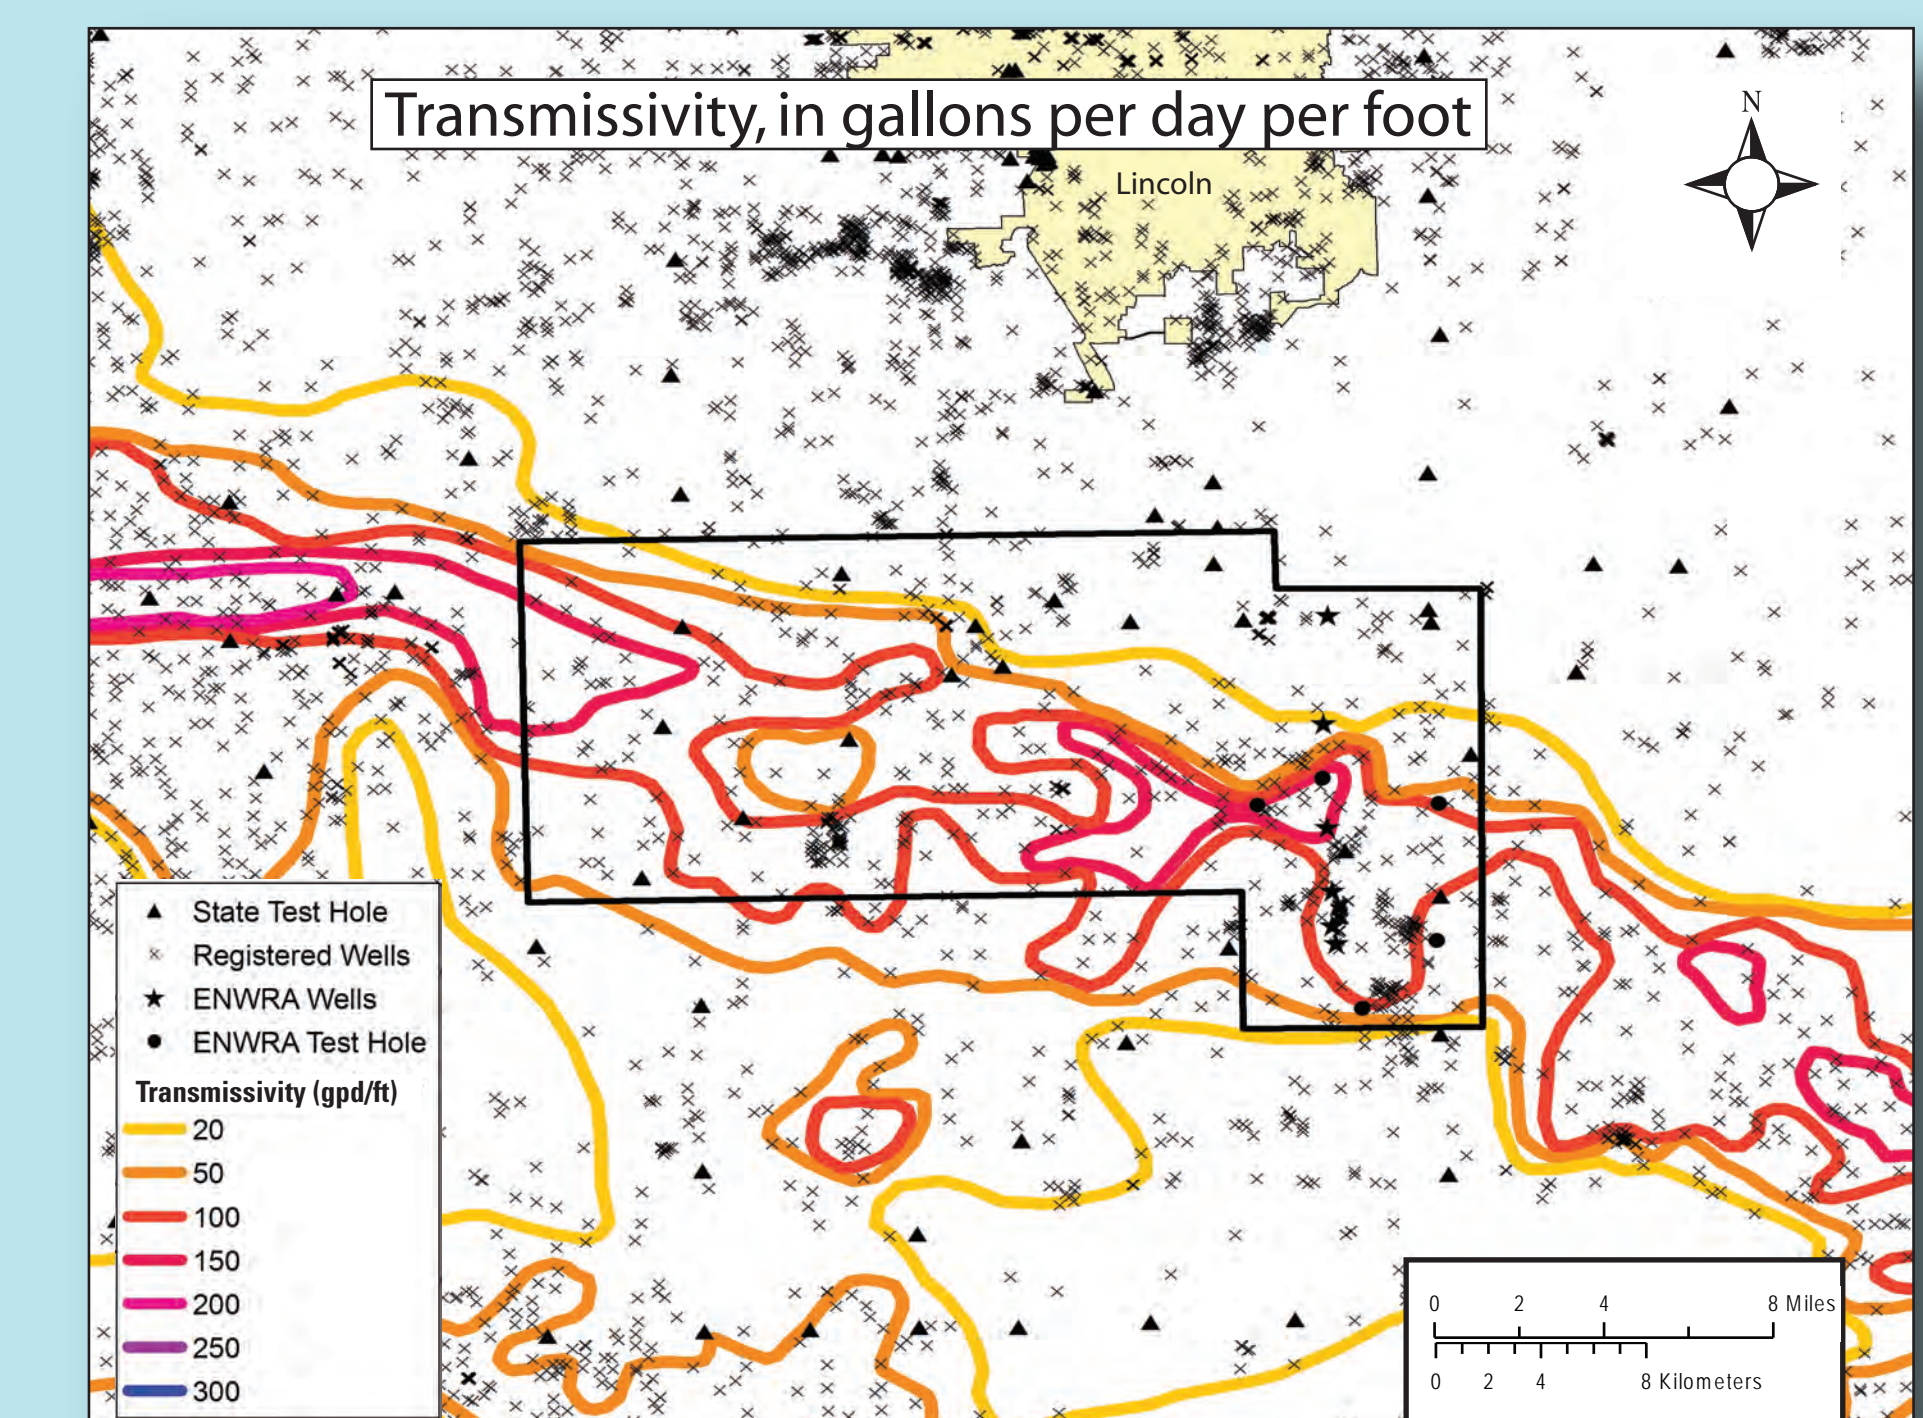 Transmissivity, in gallons per day per foot
N
Lincoln
State Test Hole
Registered Wells
ENWRA Wells
ENWRA Test Hole
Transmissivity (gpd/ft)
20
50
100
150
200
250
300
0 2 4 8 Miles
0 2 4 8 Kilometers